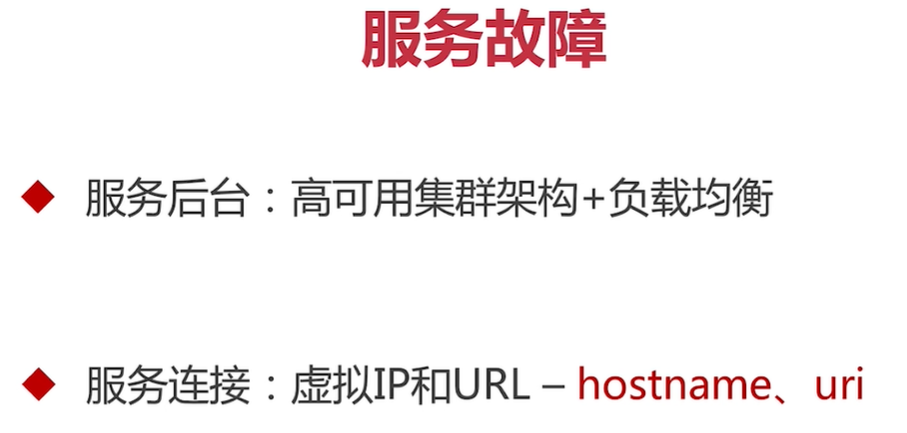 服务故障
服务后台：高可用集群架构+负载均衡
服务连接：虚拟IP和URL – hostname、uri